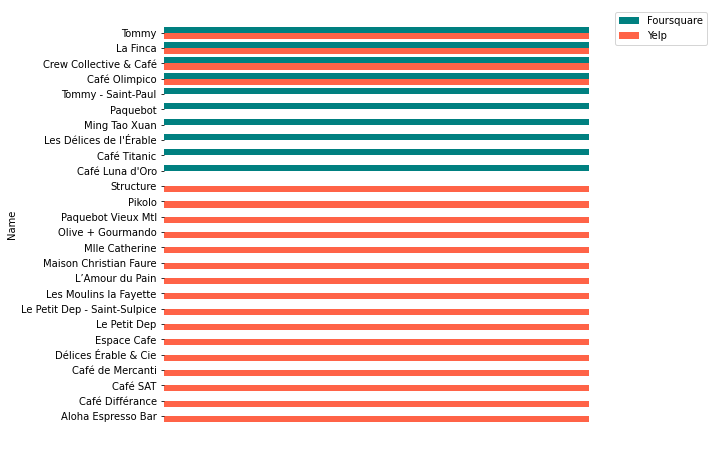 Foursquare
Yelp
Tommy
La Finca
Crew Collective & Café
Café Olimpico
Tommy - Saint-Paul
Paquebot
Ming Tao Xuan
Les Délices de l'Érable
Café Titanic
Café Luna d'Oro
Structure
Pikolo
Paquebot Vieux Mtl
Olive + Gourmando
Mlle Catherine
Maison Christian Faure
L’Amour du Pain
Les Moulins la Fayette
Le Petit Dep - Saint-Sulpice
Le Petit Dep
Espace Cafe
Délices Érable & Cie
Café de Mercanti
Café SAT
Café Différance
Aloha Espresso Bar
Name